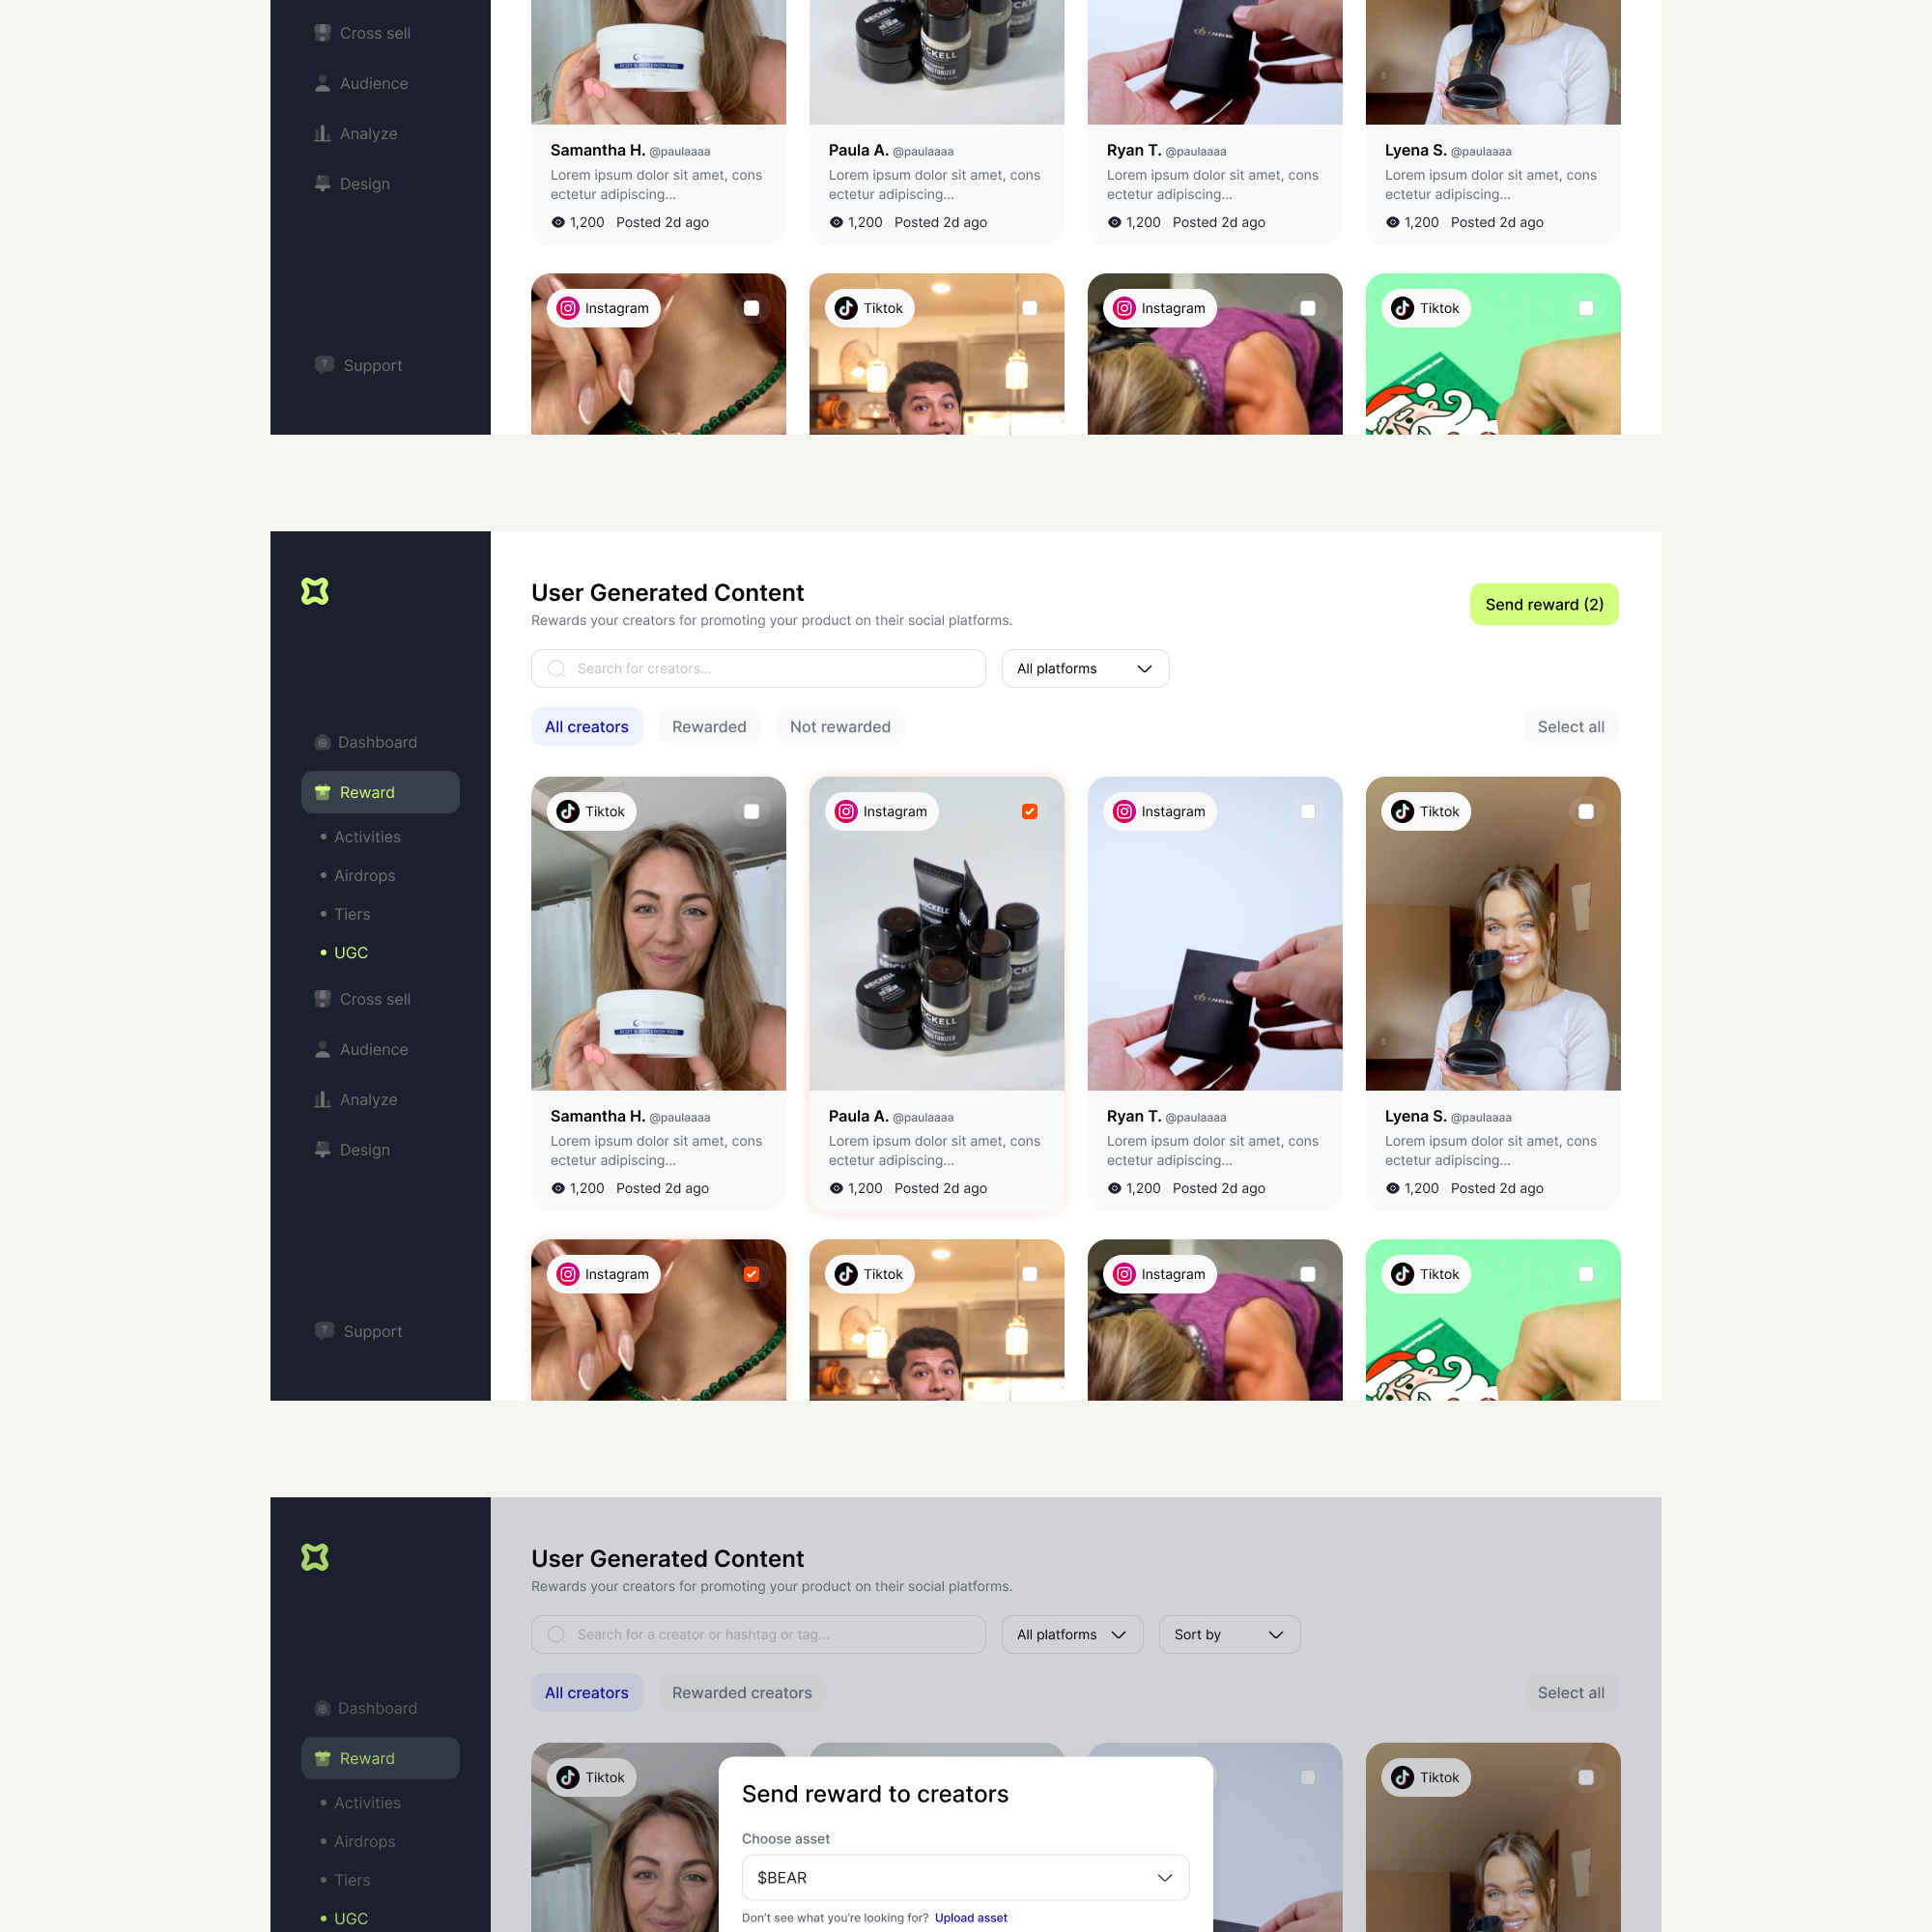 Cross sell
Audience
Analyze
Design
Support
RESET & REPLENISH PADS
BRICKELL
MOISTURIZER
Samantha H. @paulaaaa
Lorem ipsum dolor sit amet, cons
ectetur adipiscing...
1,200 Posted 2d ago
Paula A. @paulaaaa
Lorem ipsum dolor sit amet, cons
ectetur adipiscing...
1,200 Posted 2d ago
Ryan T. @paulaaaa
Lorem ipsum dolor sit amet, cons
ectetur adipiscing...
1,200 Posted 2d ago
Lyena S. @paulaaaa
Lorem ipsum dolor sit amet, cons
ectetur adipiscing...
1,200 Posted 2d ago
Instagram
Tiktok
Instagram
Tiktok
Dashboard
Reward
Activities
Airdrops
Tiers
UGC
Cross sell
Audience
Analyze
Design
Support
User Generated Content
Rewards your creators for promoting your product on their social platforms.
Send reward (2)
Search for creators...
All platforms
All creators
Rewarded
Not rewarded
Select all
Tiktok
Instagram
Instagram
Tiktok
RESET & REPLENISH PADS
BRICKELL
BRICKELL
MOISTURIZER
Samantha H. @paulaaaa
Lorem ipsum dolor sit amet, cons
ectetur adipiscing...
1,200 Posted 2d ago
Paula A. @paulaaaa
Lorem ipsum dolor sit amet, cons
ectetur adipiscing...
1,200 Posted 2d ago
Ryan T. @paulaaaa
Lorem ipsum dolor sit amet, cons
ectetur adipiscing...
1,200 Posted 2d ago
Lyena S. @paulaaaa
Lorem ipsum dolor sit amet, cons
ectetur adipiscing...
1,200 Posted 2d ago
Instagram
Tiktok
Instagram
Tiktok
Dashboard
Reward
Activities
Airdrops
Tiers
UGC
User Generated Content
Rewards your creators for promoting your product on their social platforms.
Search for a creator or hashtag or tag...
All platforms
Sort by
All creators
Rewarded creators
Select all
Tiktok
Tiktok
Send reward to creators
Choose asset
$BEAR
Don't see what you're looking for? Upload asset